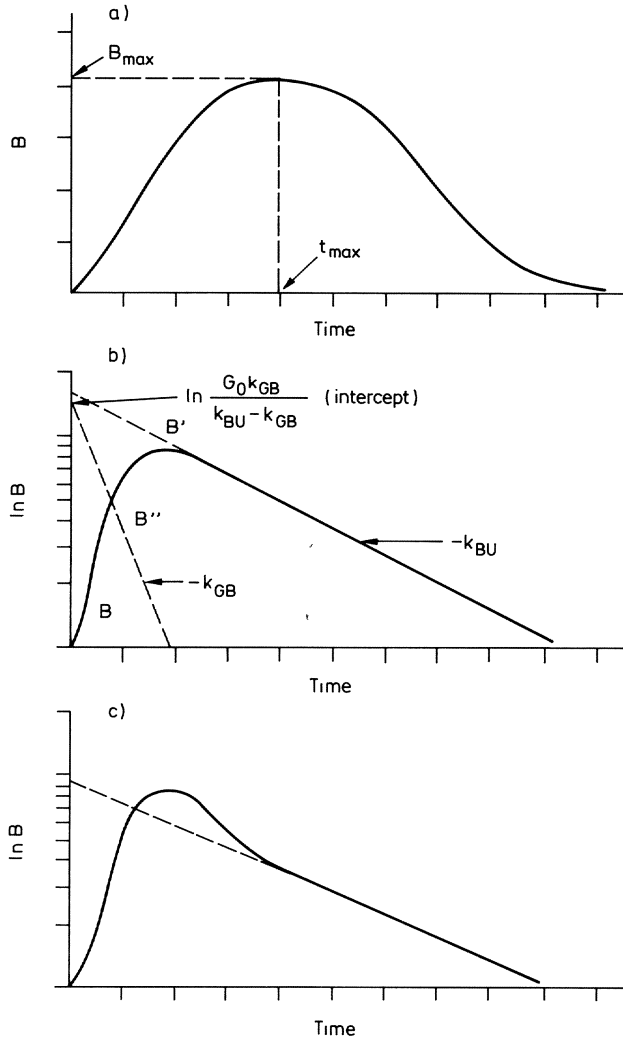 a)
Bmax
B
tmax
Time
b)
ln G₀kGB / kBU – kGB (intercept)
B'
ln B
B''
–kBU
–kGB
B
Time
c)
ln B
Time